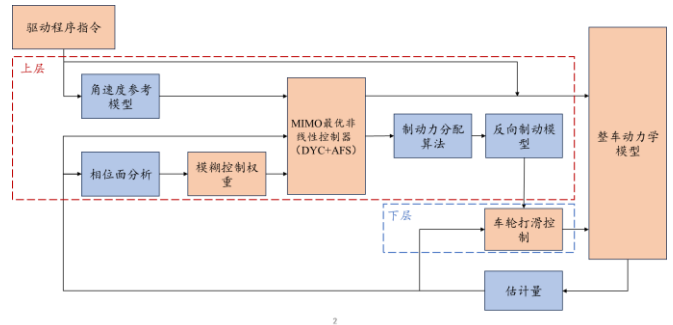 驱动程序指令
上层
角速度参考
模型
MIMO最优非
线性控制器
（DYC+AFS）
制动力分配
算法
反向制动模
型
整车动力学
模型
相位面分析
模糊控制权
重
下层
车轮打滑控
制
估计量
2